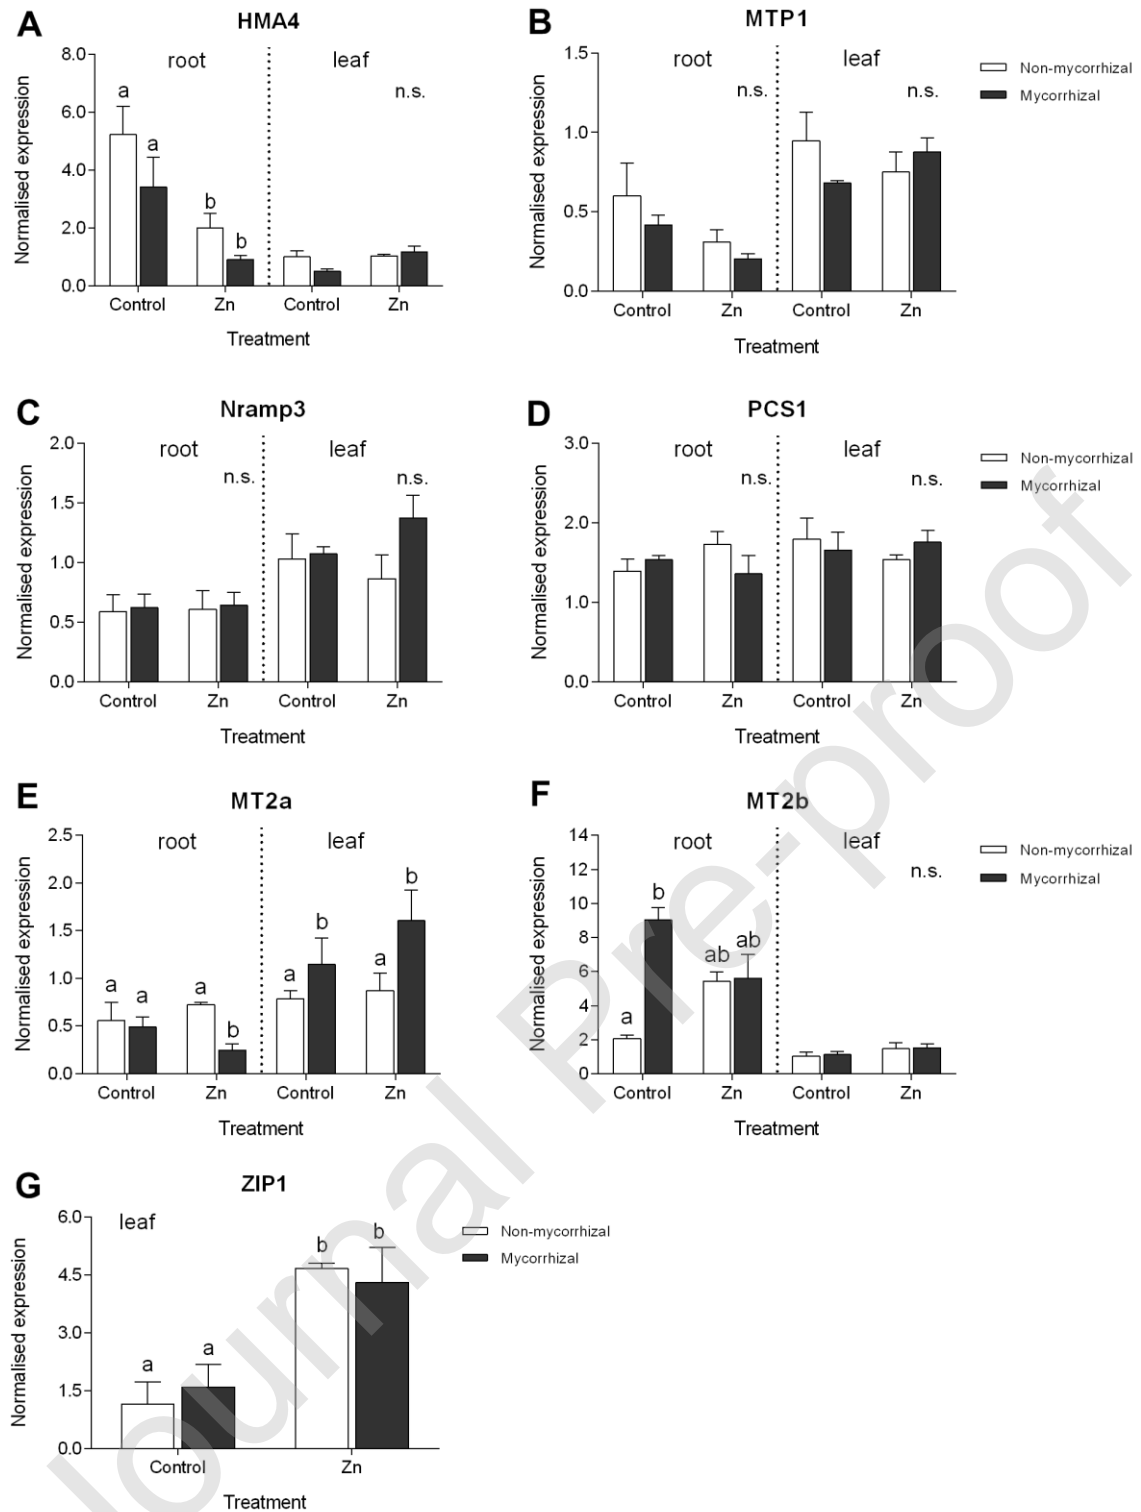 A
HMA4
8.0
6.0
4.0
2.0
0.0
Normalised expression
root
leaf
a
a
b
b
n.s.
Control
Zn
Control
Zn
Treatment
B
MTP1
1.5
1.0
0.5
0.0
Normalised expression
root
leaf
n.s.
n.s.
Control
Zn
Control
Zn
Treatment
Non-mycorrhizal
Mycorrhizal
C
Nramp3
2.0
1.5
1.0
0.5
0.0
Normalised expression
root
leaf
n.s.
n.s.
Control
Zn
Control
Zn
Treatment
D
PCS1
3.0
2.0
1.0
0.0
Normalised expression
root
leaf
n.s.
n.s.
Control
Zn
Control
Zn
Treatment
Non-mycorrhizal
Mycorrhizal
E
MT2a
2.5
2.0
1.5
1.0
0.5
0.0
Normalised expression
root
leaf
a
a
a
b
a
b
a
b
Control
Zn
Control
Zn
Treatment
F
MT2b
14
12
10
8
6
4
2
0
Normalised expression
root
leaf
a
b
ab
ab
n.s.
Control
Zn
Control
Zn
Treatment
Non-mycorrhizal
Mycorrhizal
G
ZIP1
6.0
4.5
3.0
1.5
0.0
Normalised expression
leaf
a
a
b
b
Control
Zn
Treatment
Non-mycorrhizal
Mycorrhizal
Journal Pre-proof